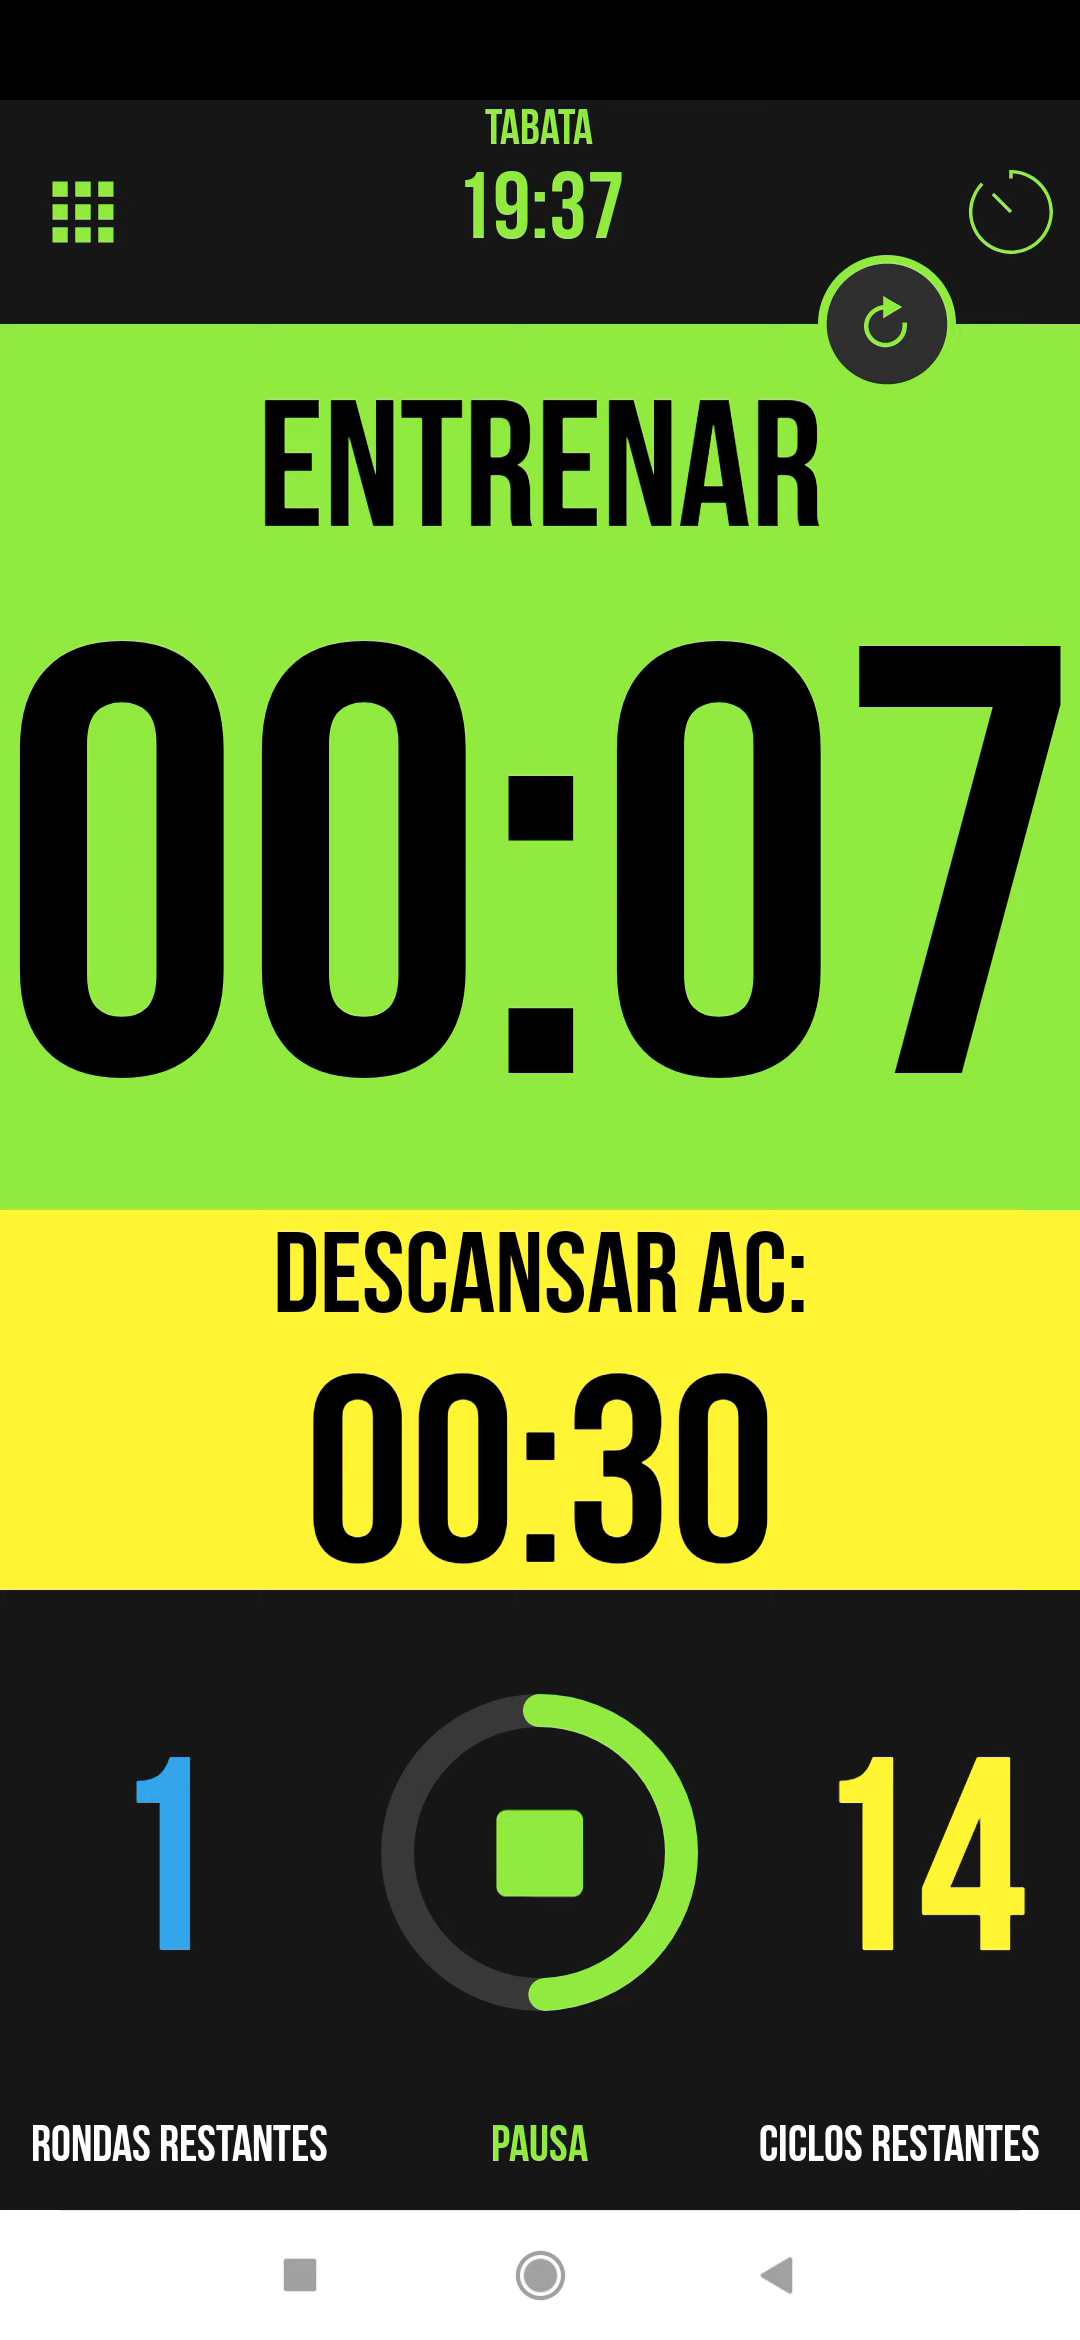 TABATA
19:37
ENTRENAR
00:07
DESCANSAR AC:
00:30
1
14
RONDAS RESTANTES
PAUSA
CICLOS RESTANTES